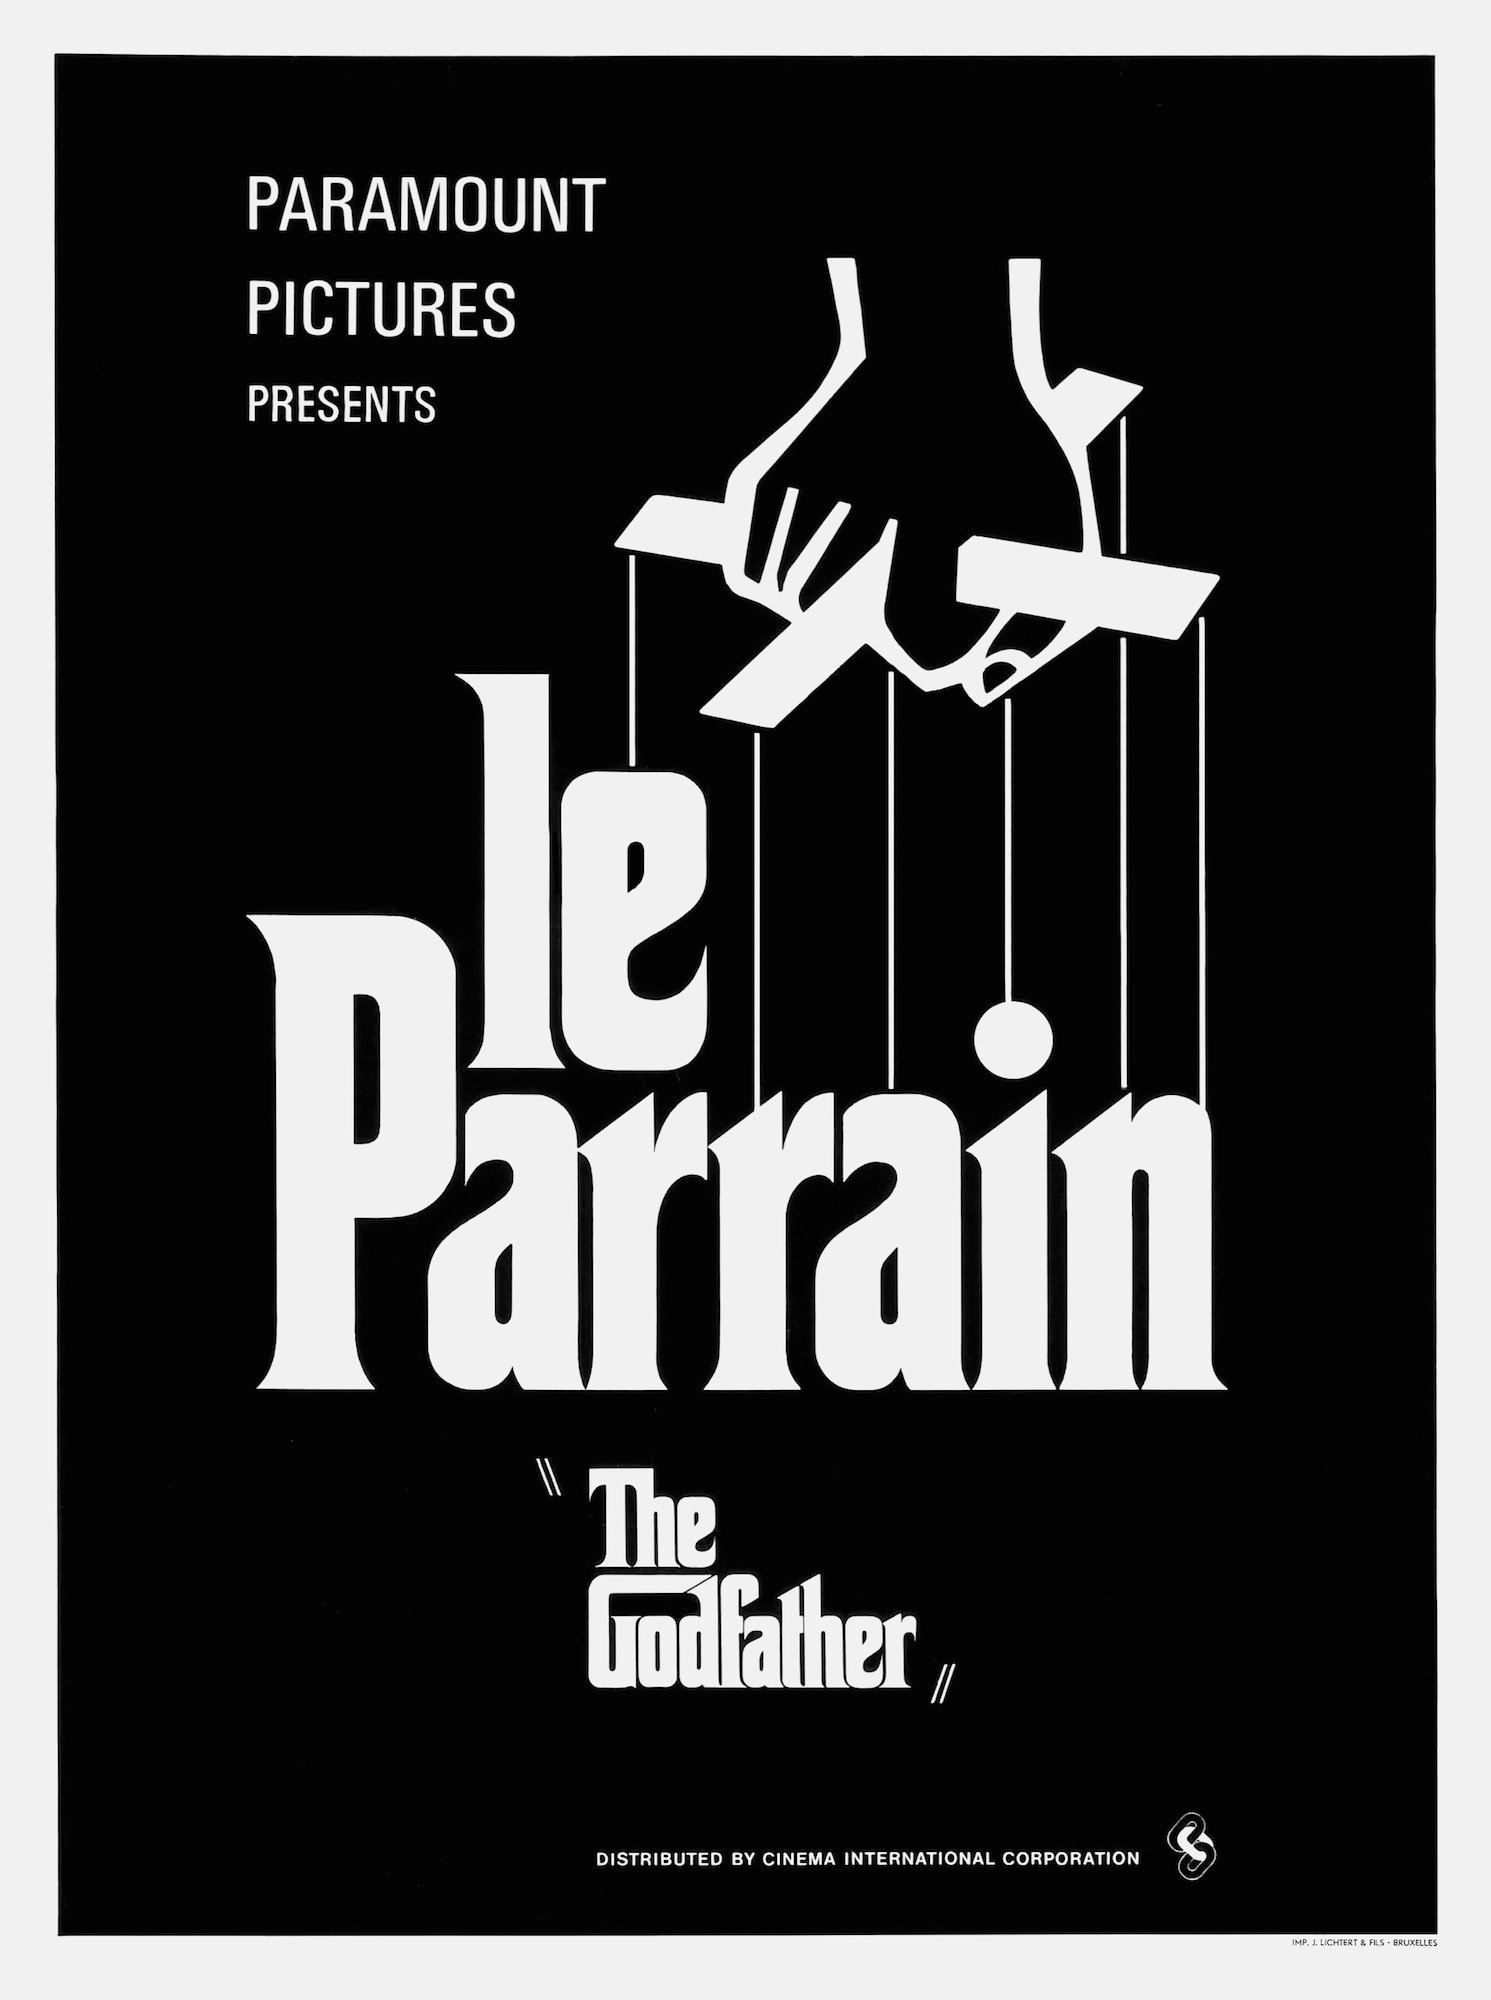 PARAMOUNT
PICTURES
PRESENTS
le
Parrain
"The
Godfather"
DISTRIBUTED BY CINEMA INTERNATIONAL CORPORATION
IMP. J. LICHTERT & FILS - BRUXELLES